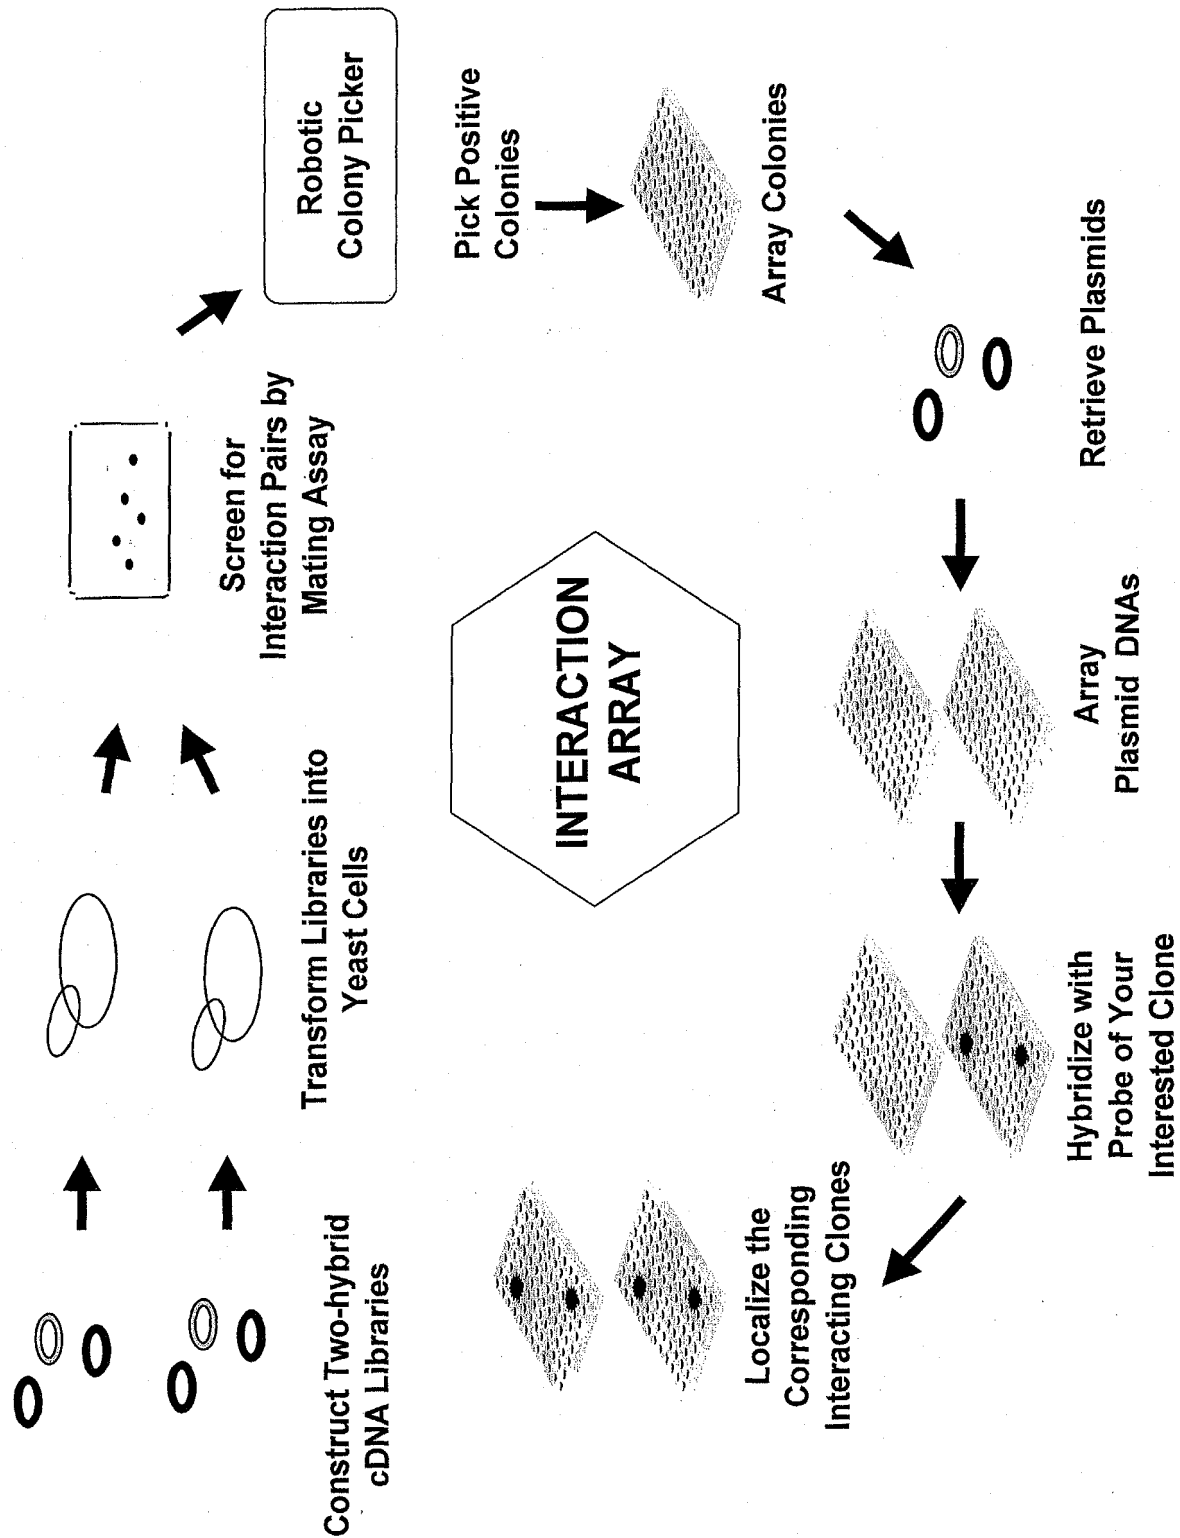 Construct Two-hybrid
cDNA Libraries
Transform Libraries into
Yeast Cells
Screen for
Interaction Pairs by
Mating Assay
Robotic
Colony Picker
Pick Positive
Colonies
Array Colonies
Retrieve Plasmids
Array
Plasmid DNAs
Hybridize with
Probe of Your
Interested Clone
Localize the
Corresponding
Interacting Clones
INTERACTION
ARRAY